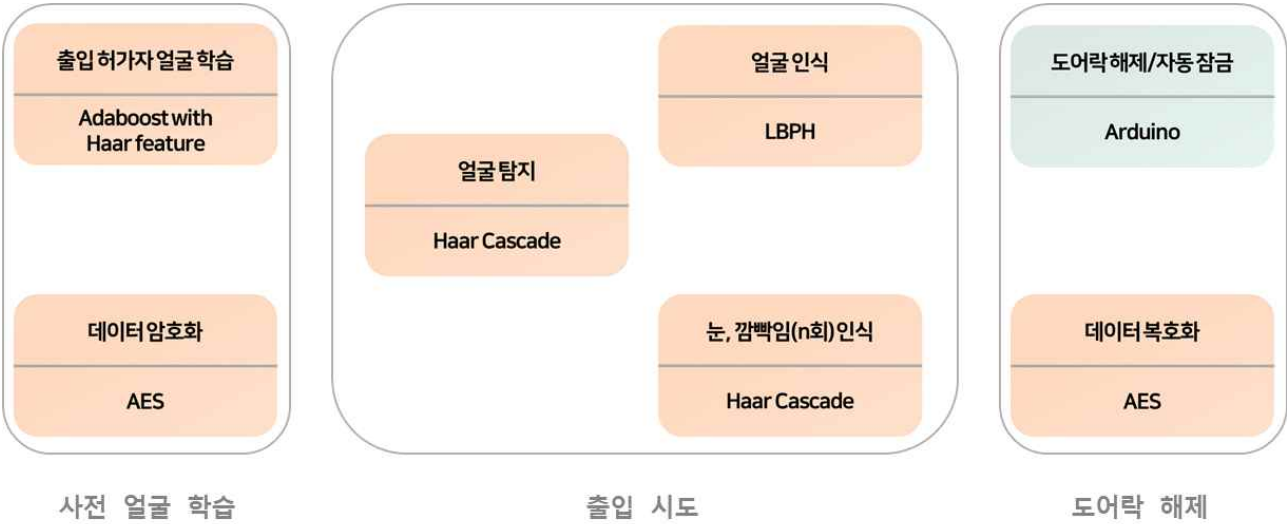 출입 허가자 얼굴 학습
Adaboost with
Haar feature
데이터 암호화
AES
사전 얼굴 학습
얼굴 탐지
Haar Cascade
얼굴 인식
LBPH
눈, 깜빡임(n회) 인식
Haar Cascade
출입 시도
도어락 해제/자동 잠금
Arduino
데이터 복호화
AES
도어락 해제